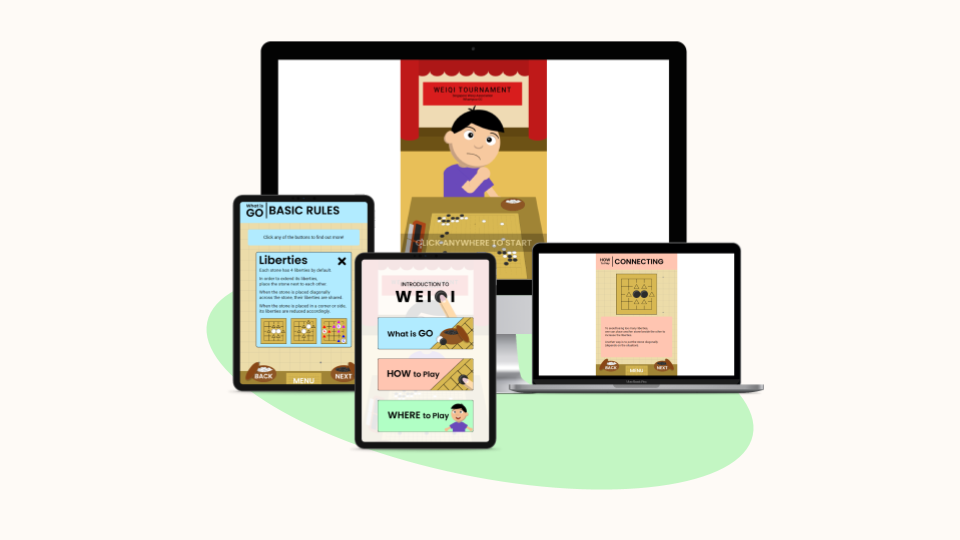 WEIQI TOURNAMENT
CLICK ANYWHERE TO START
What is
GO
BASIC RULES
Click any of the buttons to find out more!
Liberties
Each stone has 4 liberties by default.
In order to extend its liberties,
place the stone next to each other.
When the stone is placed diagonally
across the stone, their liberties are shared.
When the stone is placed in a corner or side,
its liberties are reduced accordingly.
BACK
MENU
NEXT
INTRODUCTION TO
WEIQI
What is GO
HOW to Play
WHERE to Play
HOW
to Play
CONNECTING
BACK
MENU
NEXT